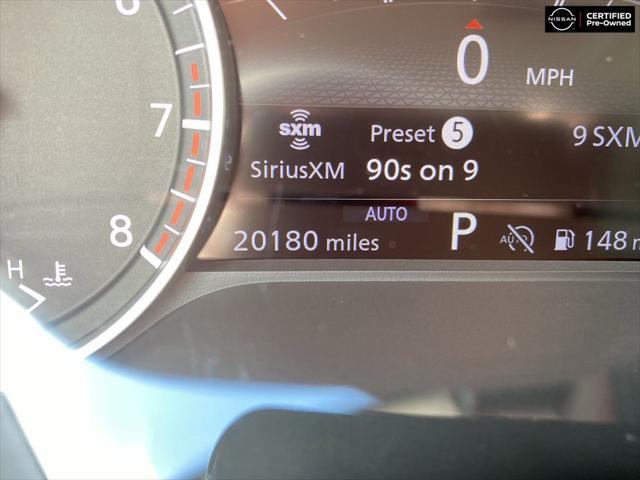 6
NISSAN
CERTIFIED
Pre-Owned
0
MPH
7
sxm
Preset 5
9 SXM
SiriusXM
90s on 9
AUTO
8
20180 miles
P
148
H